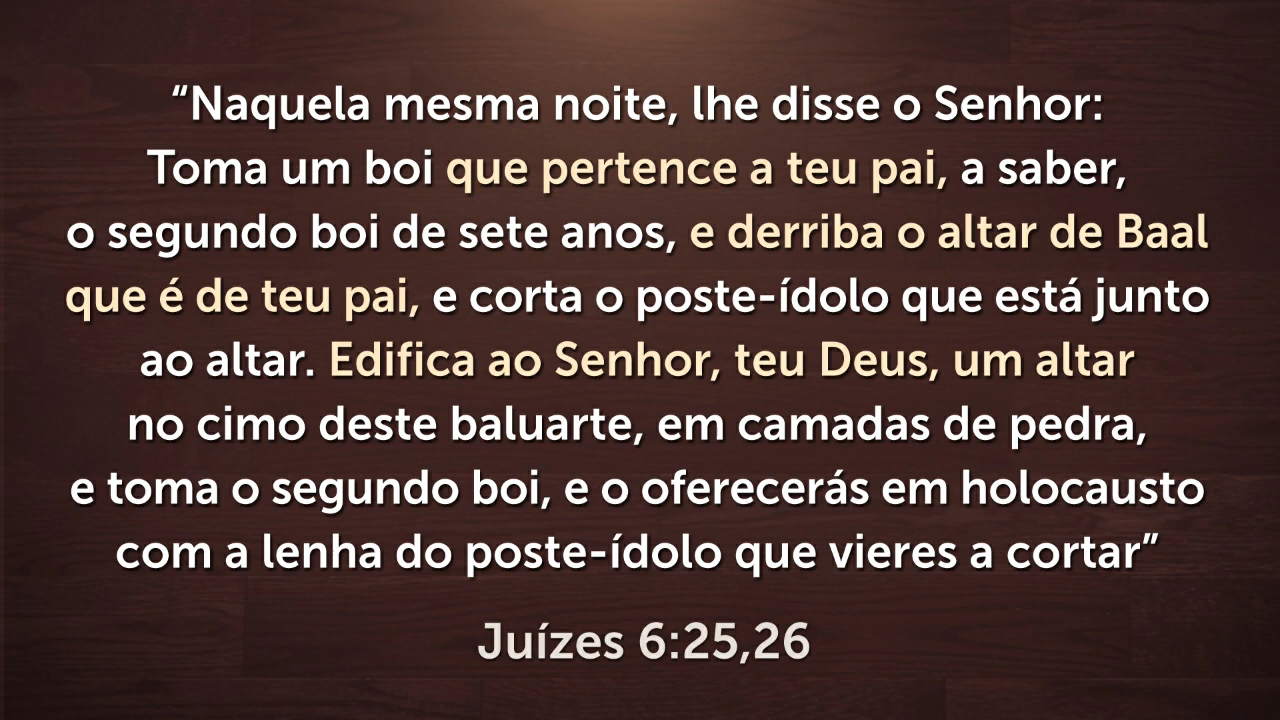 “Naquela mesma noite, lhe disse o Senhor:
Toma um boi que pertence a teu pai, a saber,
o segundo boi de sete anos, e derriba o altar de Baal
que é de teu pai, e corta o poste-ídolo que está junto
ao altar. Edifica ao Senhor, teu Deus, um altar
no cimo deste baluarte, em camadas de pedra,
e toma o segundo boi, e o oferecerás em holocausto
com a lenha do poste-ídolo que vieres a cortar”
Juízes 6:25,26